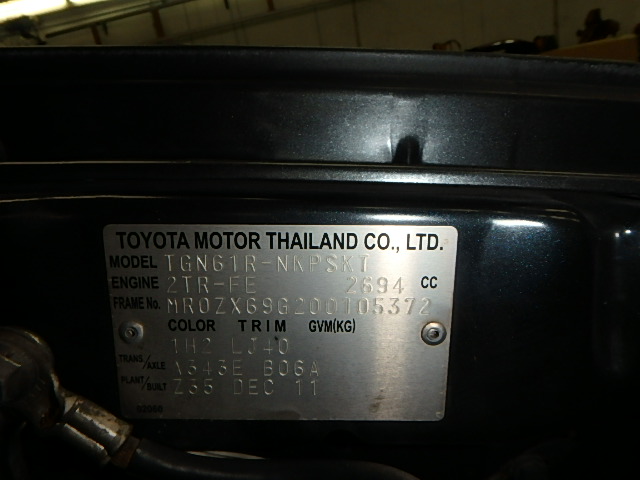 TOYOTA MOTOR THAILAND CO., LTD.
MODEL TGN61R-NKPSKT
ENGINE 2TR-FE 2694 CC
FRAME No. MR0ZX69G200105372
COLOR TRIM GVM(KG)
1H2 LJ40
TRANS/AXLE A343E B06A
PLANT/BUILT Z35 DEC 11